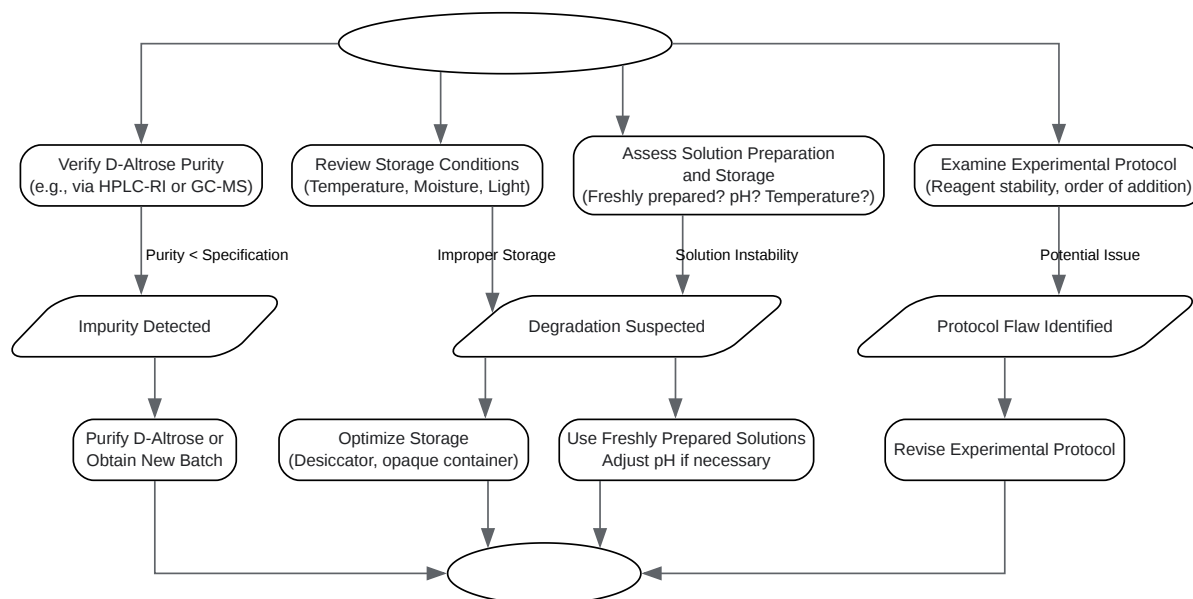 Verify D-Altrose Purity
(e.g., via HPLC-RI or GC-MS)
Review Storage Conditions
(Temperature, Moisture, Light)
Assess Solution Preparation
and Storage
(Freshly prepared? pH? Temperature?)
Examine Experimental Protocol
(Reagent stability, order of addition)
Purity < Specification
Improper Storage
Solution Instability
Potential Issue
Impurity Detected
Degradation Suspected
Protocol Flaw Identified
Purify D-Altrose or
Obtain New Batch
Optimize Storage
(Desiccator, opaque container)
Use Freshly Prepared Solutions
Adjust pH if necessary
Revise Experimental Protocol